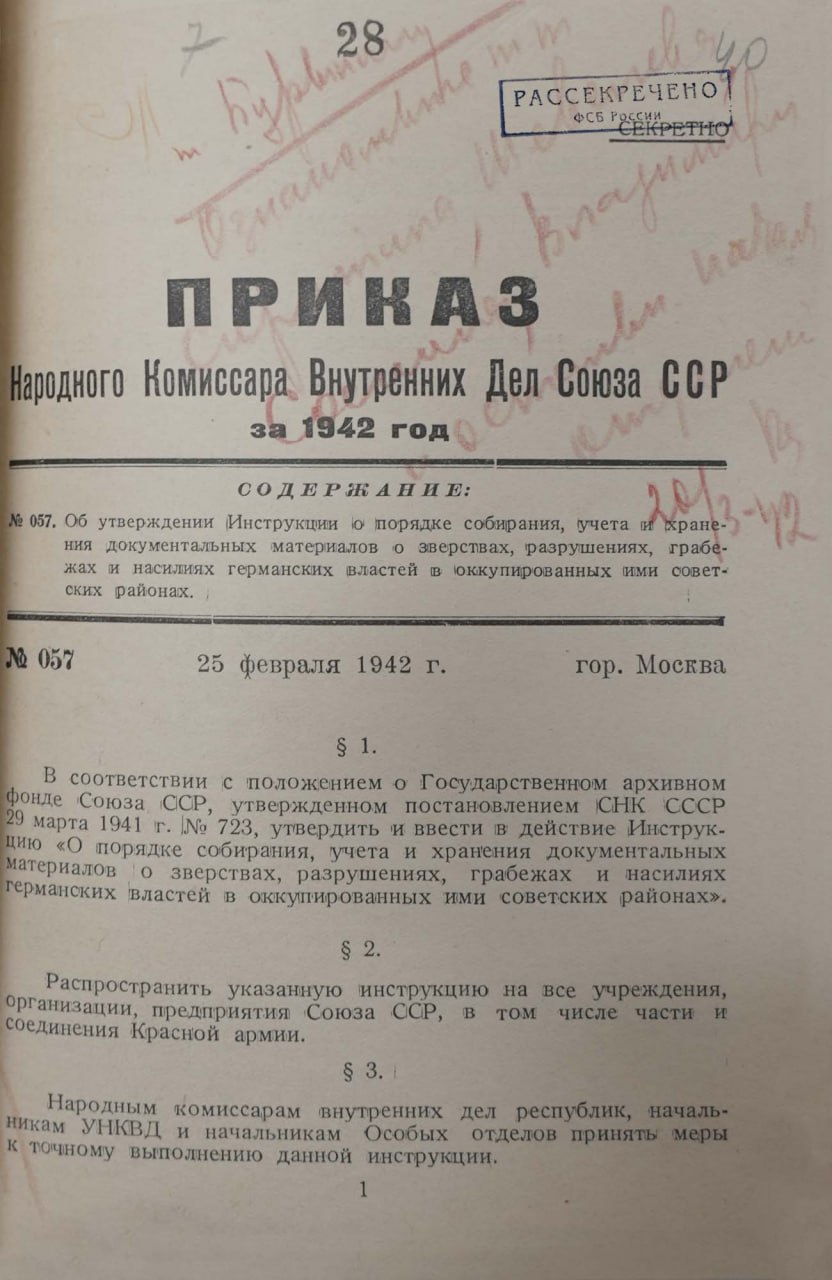 7
28
40
РАССЕКРЕЧЕНО
ФСБ России
СЕКРЕТНО
ПРИКАЗ
Народного Комиссара Внутренних Дел Союза ССР
за 1942 год
СОДЕРЖАНИЕ:
№ 057. Об утверждении Инструкции о порядке собирания, учета и хране-
ния документальных материалов о зверствах, разрушениях, грабе-
жах и насилиях германских властей в оккупированных ими совет-
ских районах.
20/3-42
№ 057 25 февраля 1942 г. гор. Москва
§ 1.
В соответствии с положением о Государственном архивном
фонде Союза ССР, утвержденном постановлением СНК СССР
29 марта 1941 г. № 723, утвердить и ввести в действие Инструк-
цию «О порядке собирания, учета и хранения документальных
материалов о зверствах, разрушениях, грабежах и насилиях
германских властей в оккупированных ими советских районах».
§ 2.
Распространить указанную инструкцию на все учреждения,
организации, предприятия Союза ССР, в том числе части и
соединения Красной армии.
§ 3.
Народным комиссарам внутренних дел республик, началь-
никам УНКВД и начальникам Особых отделов принять меры
к точному выполнению данной инструкции.
1